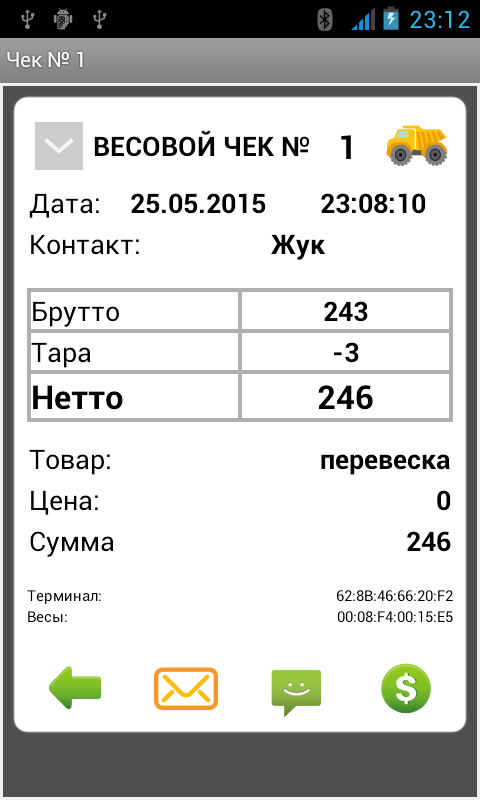 23:12
Чек № 1
ВЕСОВОЙ ЧЕК № 1
Дата: 25.05.2015 23:08:10
Контакт: Жук
Брутто 243
Тара -3
Нетто 246
Товар: перевеска
Цена: 0
Сумма 246
Терминал: 62:8B:46:66:20:F2
Весы: 00:08:F4:00:15:E5
$